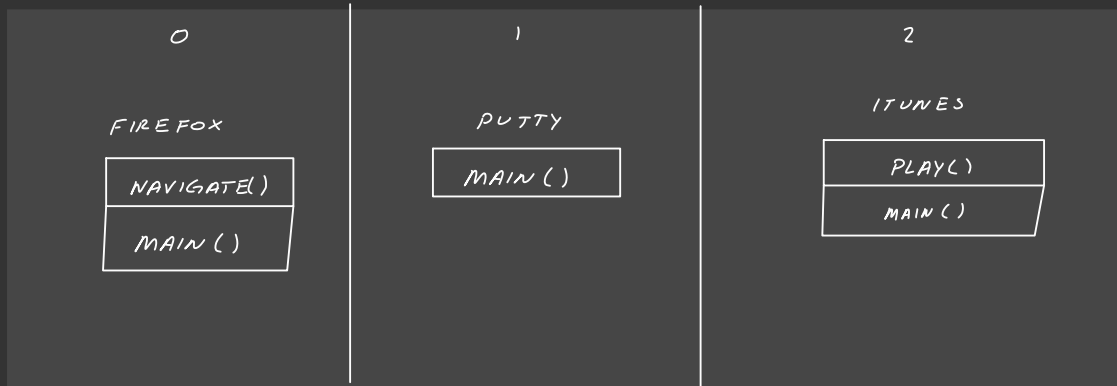 0
FIREFOX
NAVIGATE()
MAIN()
1
PUTTY
MAIN()
2
ITUNES
PLAY()
MAIN()